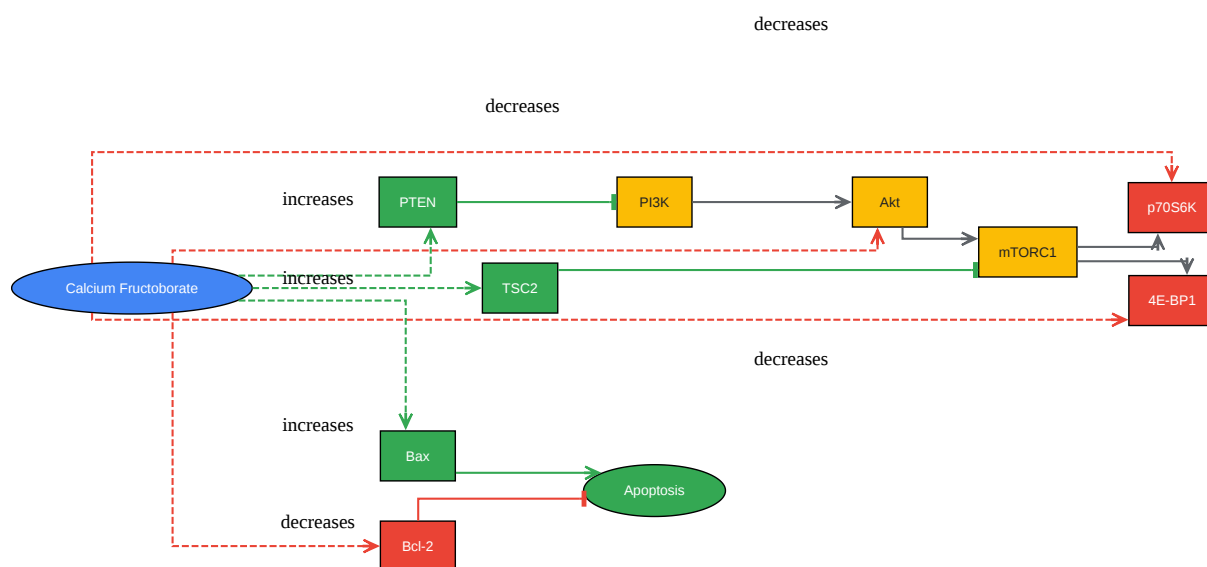 decreases
decreases
increases
PTEN
PI3K
Akt
p70S6K
mTORC1
increases
Calcium Fructoborate
TSC2
4E-BP1
decreases
increases
Bax
Apoptosis
decreases
Bcl-2